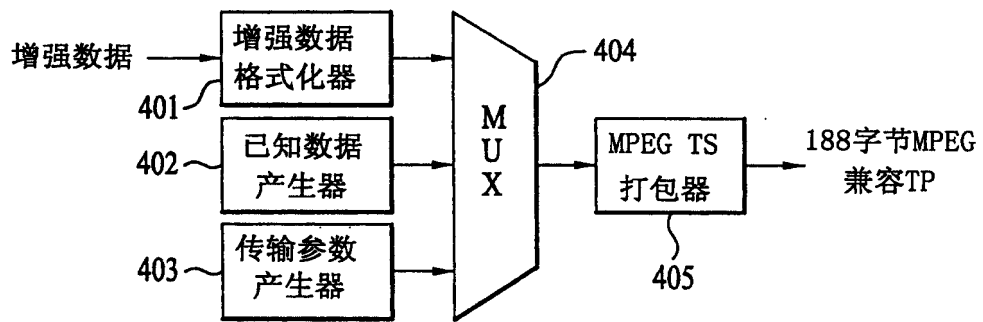 增强数据
增强数据
格式化器
401
已知数据
产生器
402
传输参数
产生器
403
MUX
404
MPEG TS
打包器
405
188字节MPEG
兼容TP